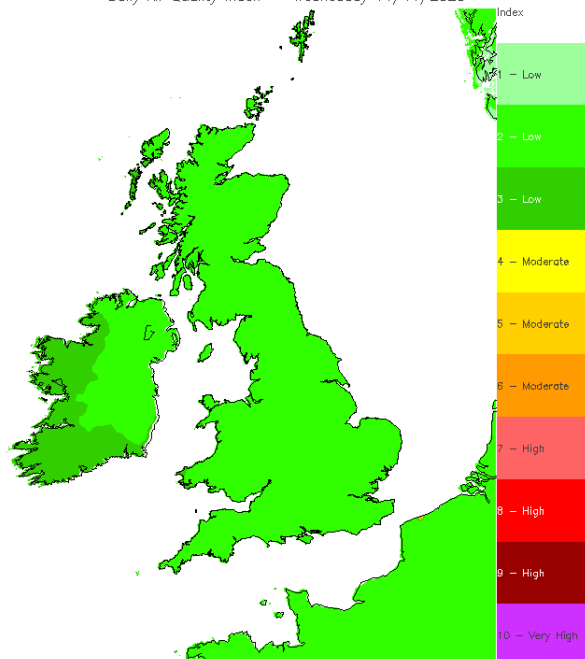 Index
1 - Low
2 - Low
3 - Low
4 - Moderate
5 - Moderate
6 - Moderate
7 - High
8 - High
9 - High
10 - Very High